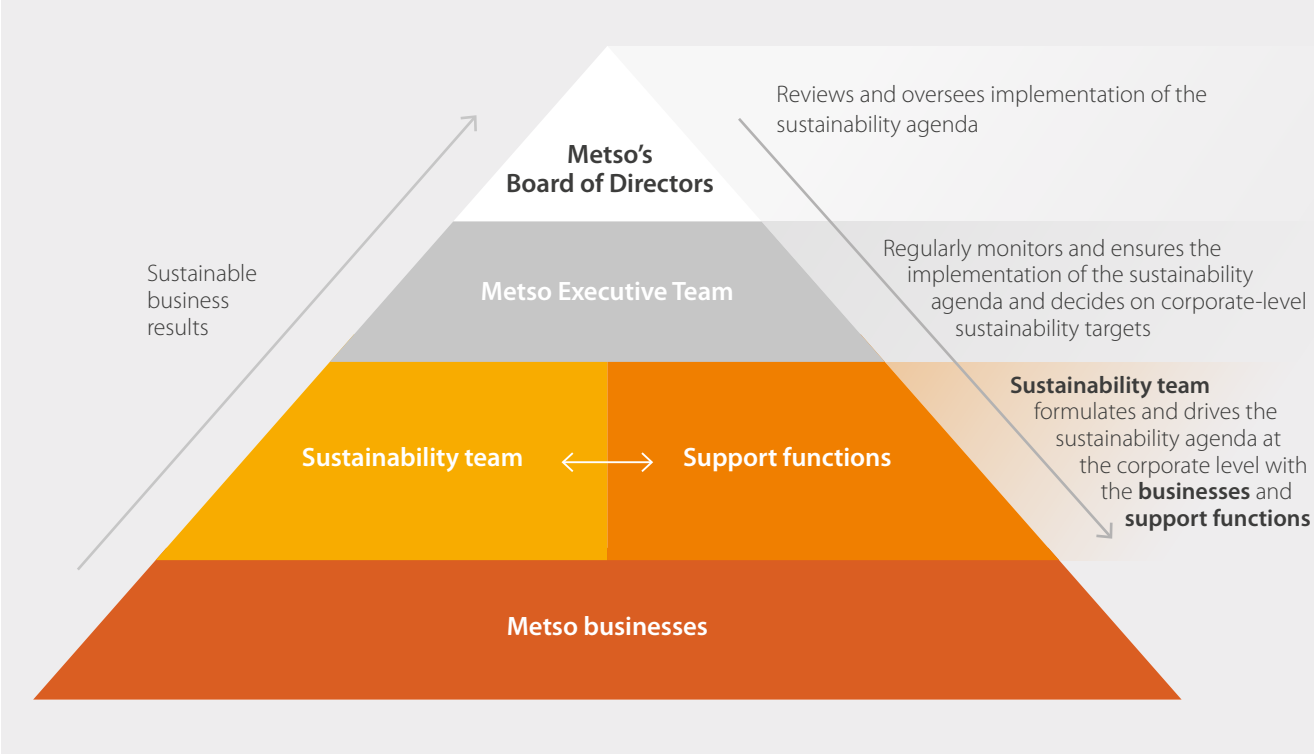 Reviews and oversees implementation of the
sustainability agenda
Metso’s
Board of Directors
Regularly monitors and ensures the
implementation of the sustainability
agenda and decides on corporate-level
sustainability targets
Sustainable
business
results
Metso Executive Team
Sustainability team
formulates and drives the
sustainability agenda at
the corporate level with
the businesses and
support functions
Sustainability team
Support functions
Metso businesses